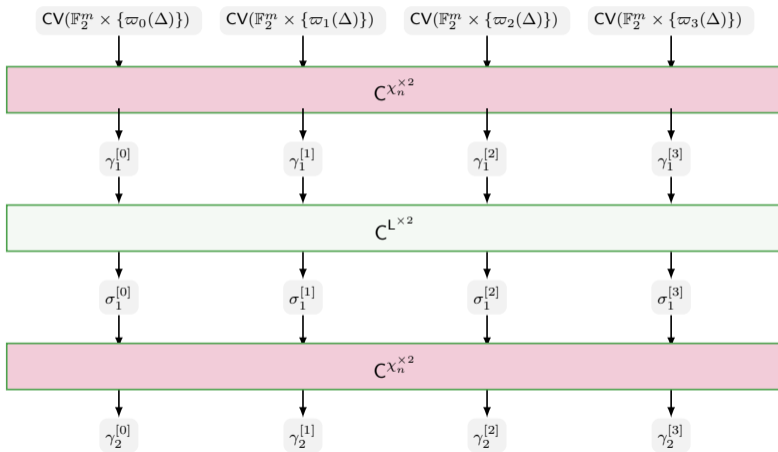 CV(𝔽₂ᵐ × {ϖ₀(Δ)}) CV(𝔽₂ᵐ × {ϖ₁(Δ)}) CV(𝔽₂ᵐ × {ϖ₂(Δ)}) CV(𝔽₂ᵐ × {ϖ₃(Δ)})
C^{χ_n^{×2}}
γ₁^{[0]} γ₁^{[1]} γ₁^{[2]} γ₁^{[3]}
C^{L^{×2}}
σ₁^{[0]} σ₁^{[1]} σ₁^{[2]} σ₁^{[3]}
C^{χ_n^{×2}}
γ₂^{[0]} γ₂^{[1]} γ₂^{[2]} γ₂^{[3]}